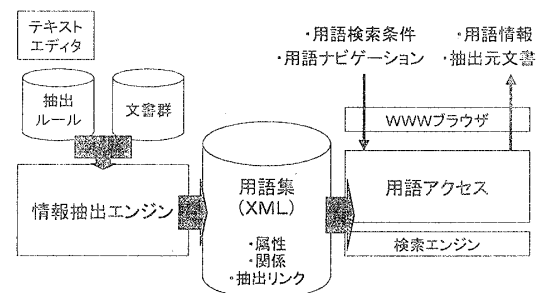 テキスト
エディタ
抽出
ルール
文書群
情報抽出エンジン
用語集
(XML)
・属性
・関係
・抽出リンク
・用語検索条件
・用語ナビゲーション
・用語情報
・抽出元文書
WWWブラウザ
用語アクセス
検索エンジン